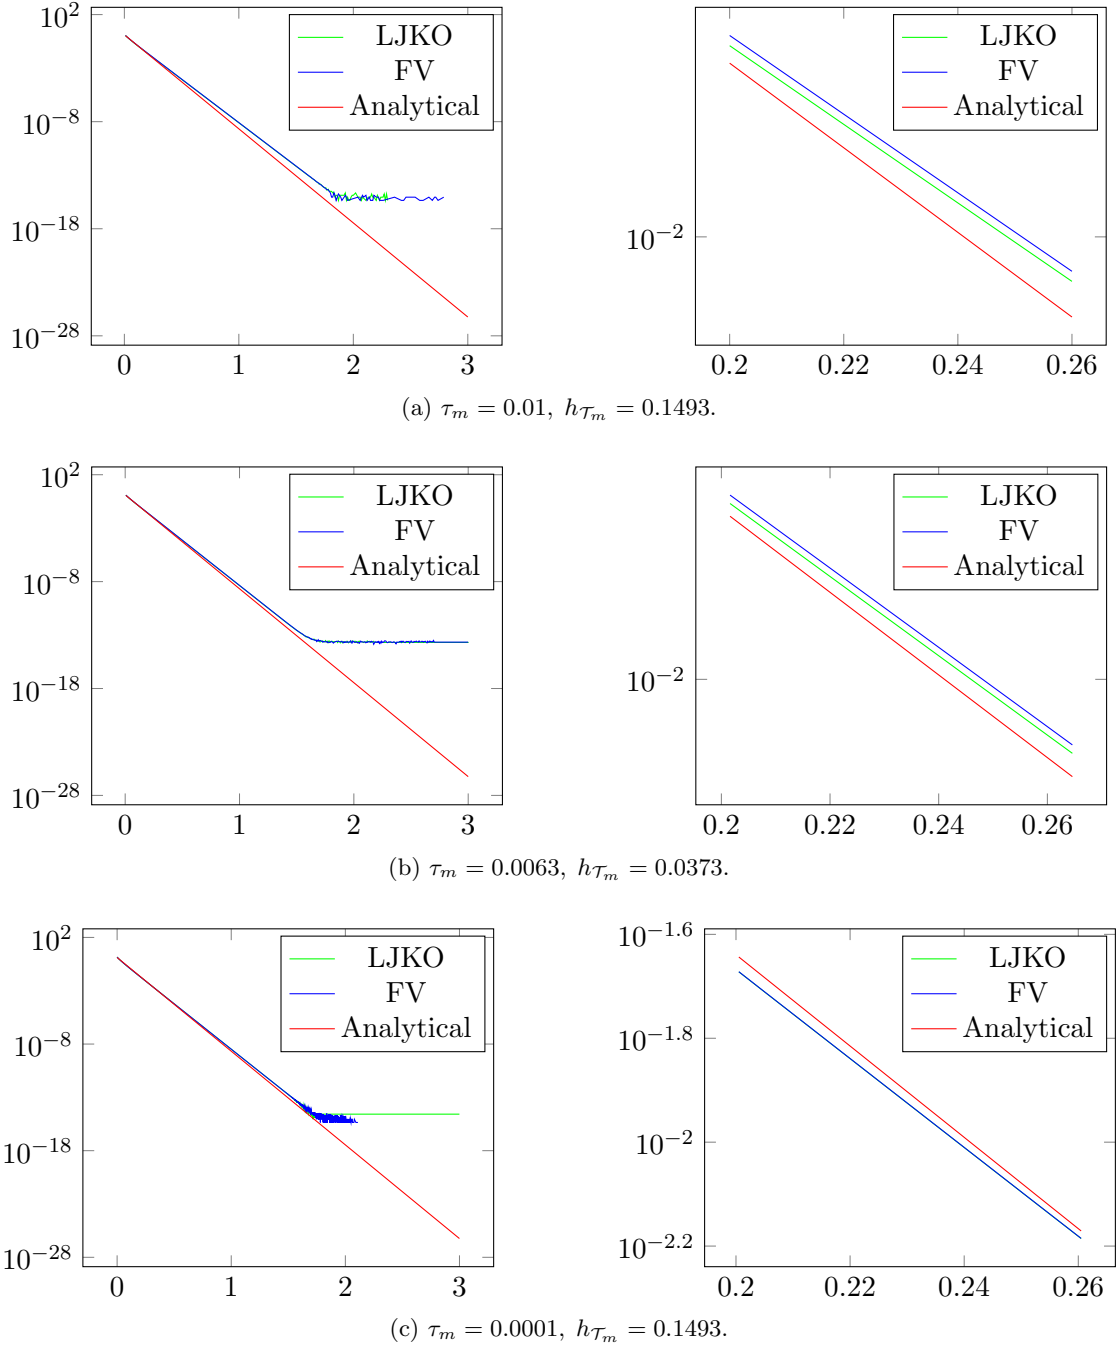 10^2
10^−8
10^−18
10^−28
0 1 2 3
LJKO
FV
Analytical
10^−2
0.2 0.22 0.24 0.26
LJKO
FV
Analytical
(a) τ_m = 0.01, h_{𝒯_m} = 0.1493.
10^2
10^−8
10^−18
10^−28
0 1 2 3
LJKO
FV
Analytical
10^−2
0.2 0.22 0.24 0.26
LJKO
FV
Analytical
(b) τ_m = 0.0063, h_{𝒯_m} = 0.0373.
10^2
10^−8
10^−18
10^−28
0 1 2 3
LJKO
FV
Analytical
10^−1.6
10^−1.8
10^−2
10^−2.2
0.2 0.22 0.24 0.26
LJKO
FV
Analytical
(c) τ_m = 0.0001, h_{𝒯_m} = 0.1493.